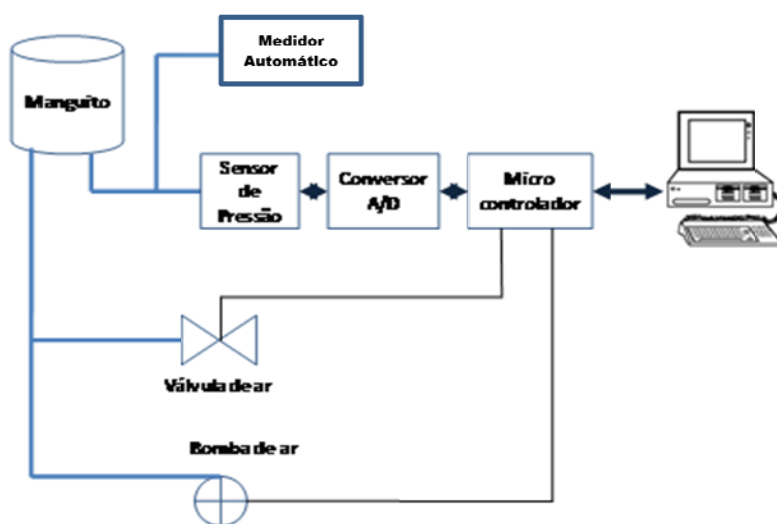 Medidor
Automático
Manguito
Sensor
de
Pressão
Conversor
A/D
Micro
controlador
Válvula de ar
Bomba de ar